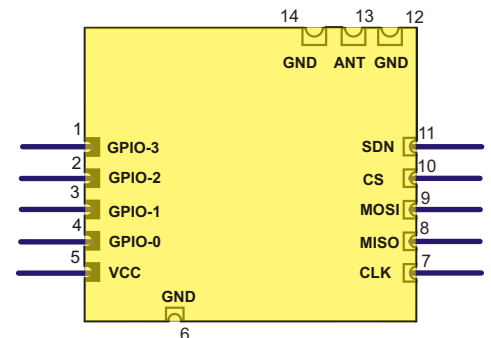 14 13 12
GND ANT GND
1 GPIO-3 SDN 11
2 GPIO-2 CS 10
3 GPIO-1 MOSI 9
4 GPIO-0 MISO 8
5 VCC CLK 7
GND
6